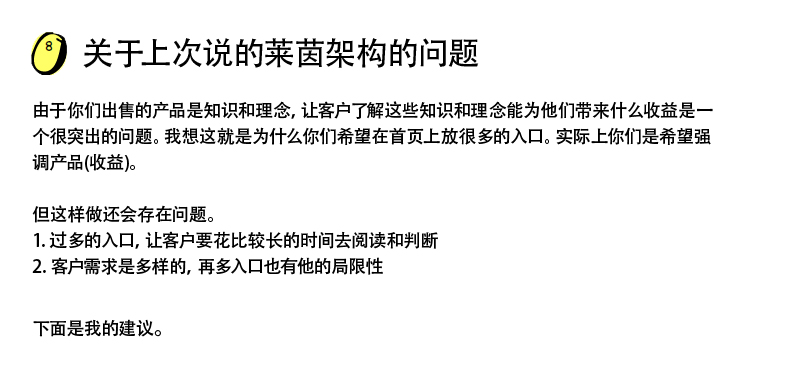 8 关于上次说的莱茵架构的问题
由于你们出售的产品是知识和理念，让客户了解这些知识和理念能为他们带来什么收益是一
个很突出的问题。我想这就是为什么你们希望在首页上放很多的入口。实际上你们是希望强
调产品(收益)。
但这样做还会存在问题。
1. 过多的入口，让客户要花比较长的时间去阅读和判断
2. 客户需求是多样的，再多入口也有他的局限性
下面是我的建议。